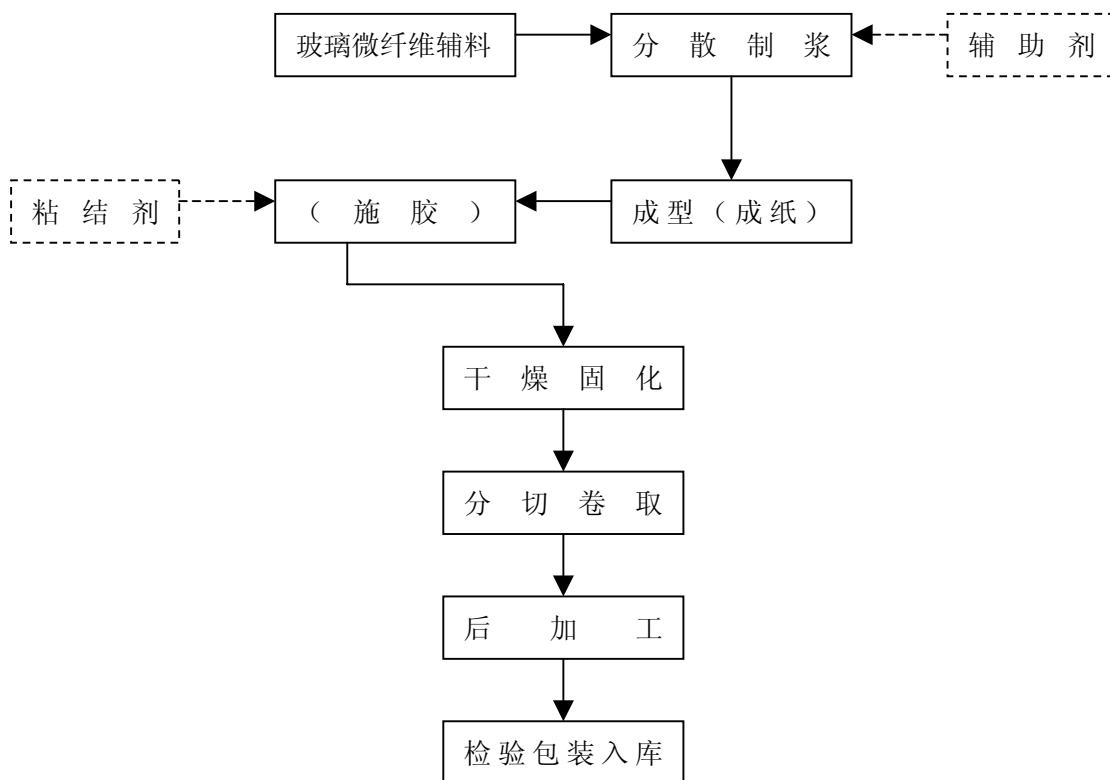 玻璃微纤维辅料
分散制浆
辅助剂
粘结剂
（施胶）
成型（成纸）
干燥固化
分切卷取
后加工
检验包装入库